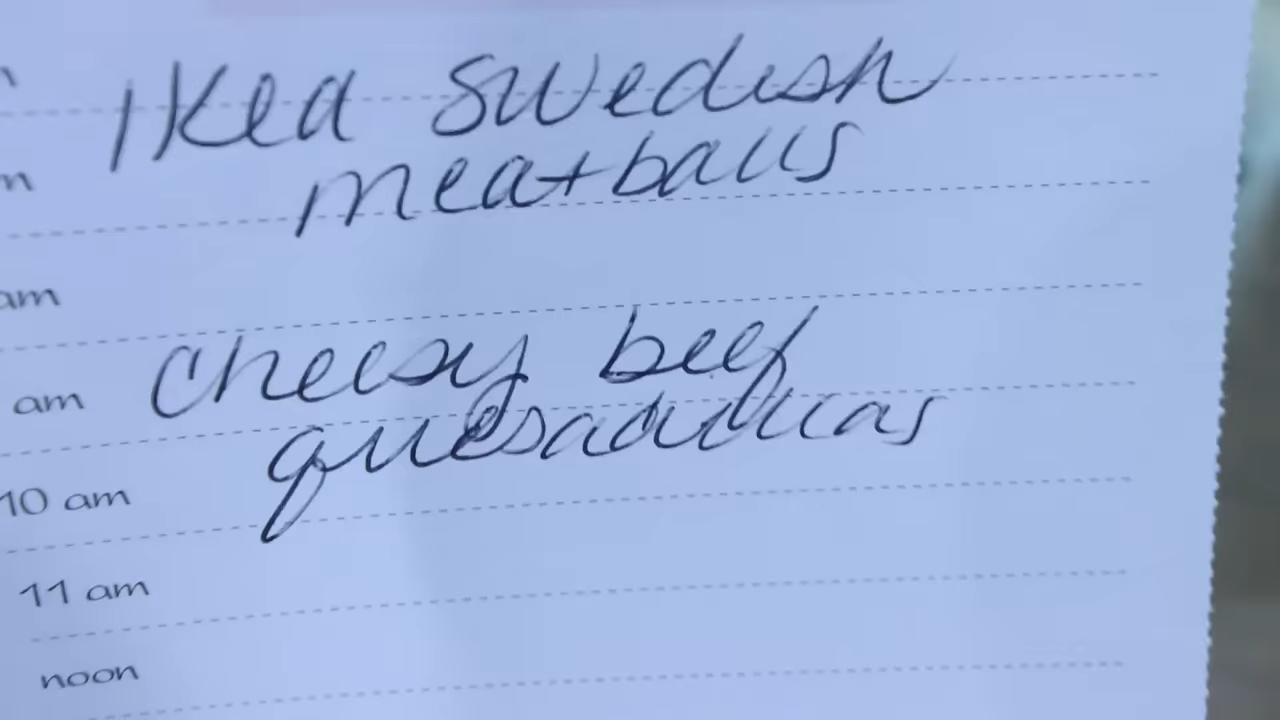 Ikea Swedish
meatballs
am
Cheesy beef
am
quesadillas
10 am
11 am
noon